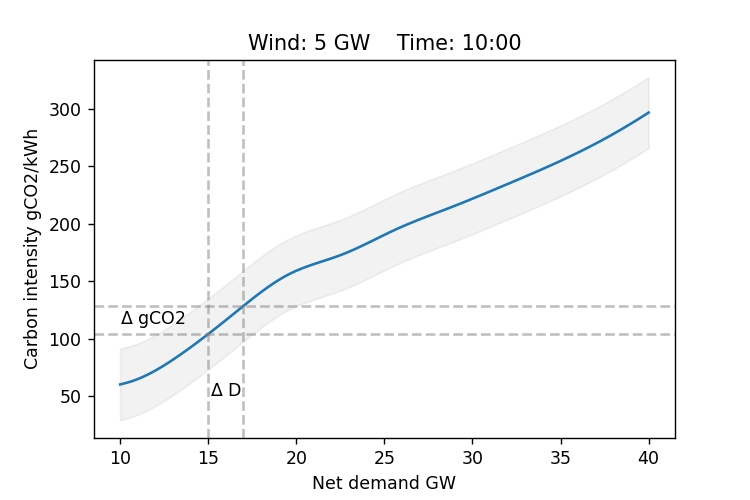 Wind: 5 GW    Time: 10:00
Carbon intensity gCO2/kWh
300
250
200
150
100
50
Δ gCO2
Δ D
10 15 20 25 30 35 40
Net demand GW